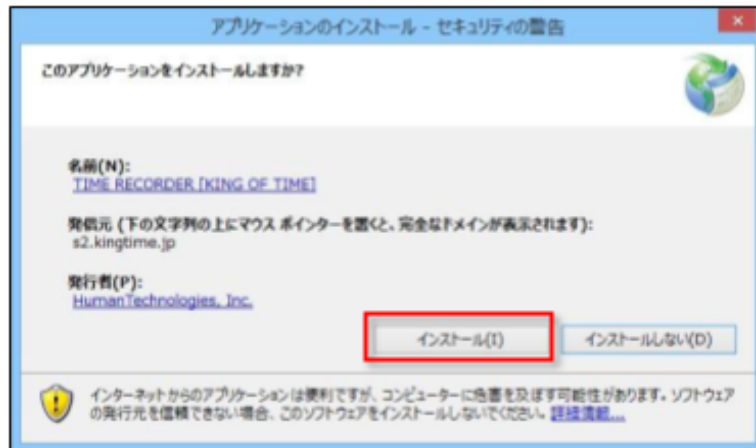 アプリケーションのインストール - セキュリティの警告
このアプリケーションをインストールしますか?
名前(N):
TIME RECORDER [KING OF TIME]
発信元 (下の文字列の上にマウス ポインターを置くと、完全なドメインが表示されます):
s2.kingtime.jp
発行者(P):
HumanTechnologies, Inc.
インストール(I)
インストールしない(D)
インターネットからのアプリケーションは便利ですが、コンピューターに危害を及ぼす可能性があります。ソフトウェア
の発行元を信頼できない場合、このソフトウェアをインストールしないでください。詳細情報...